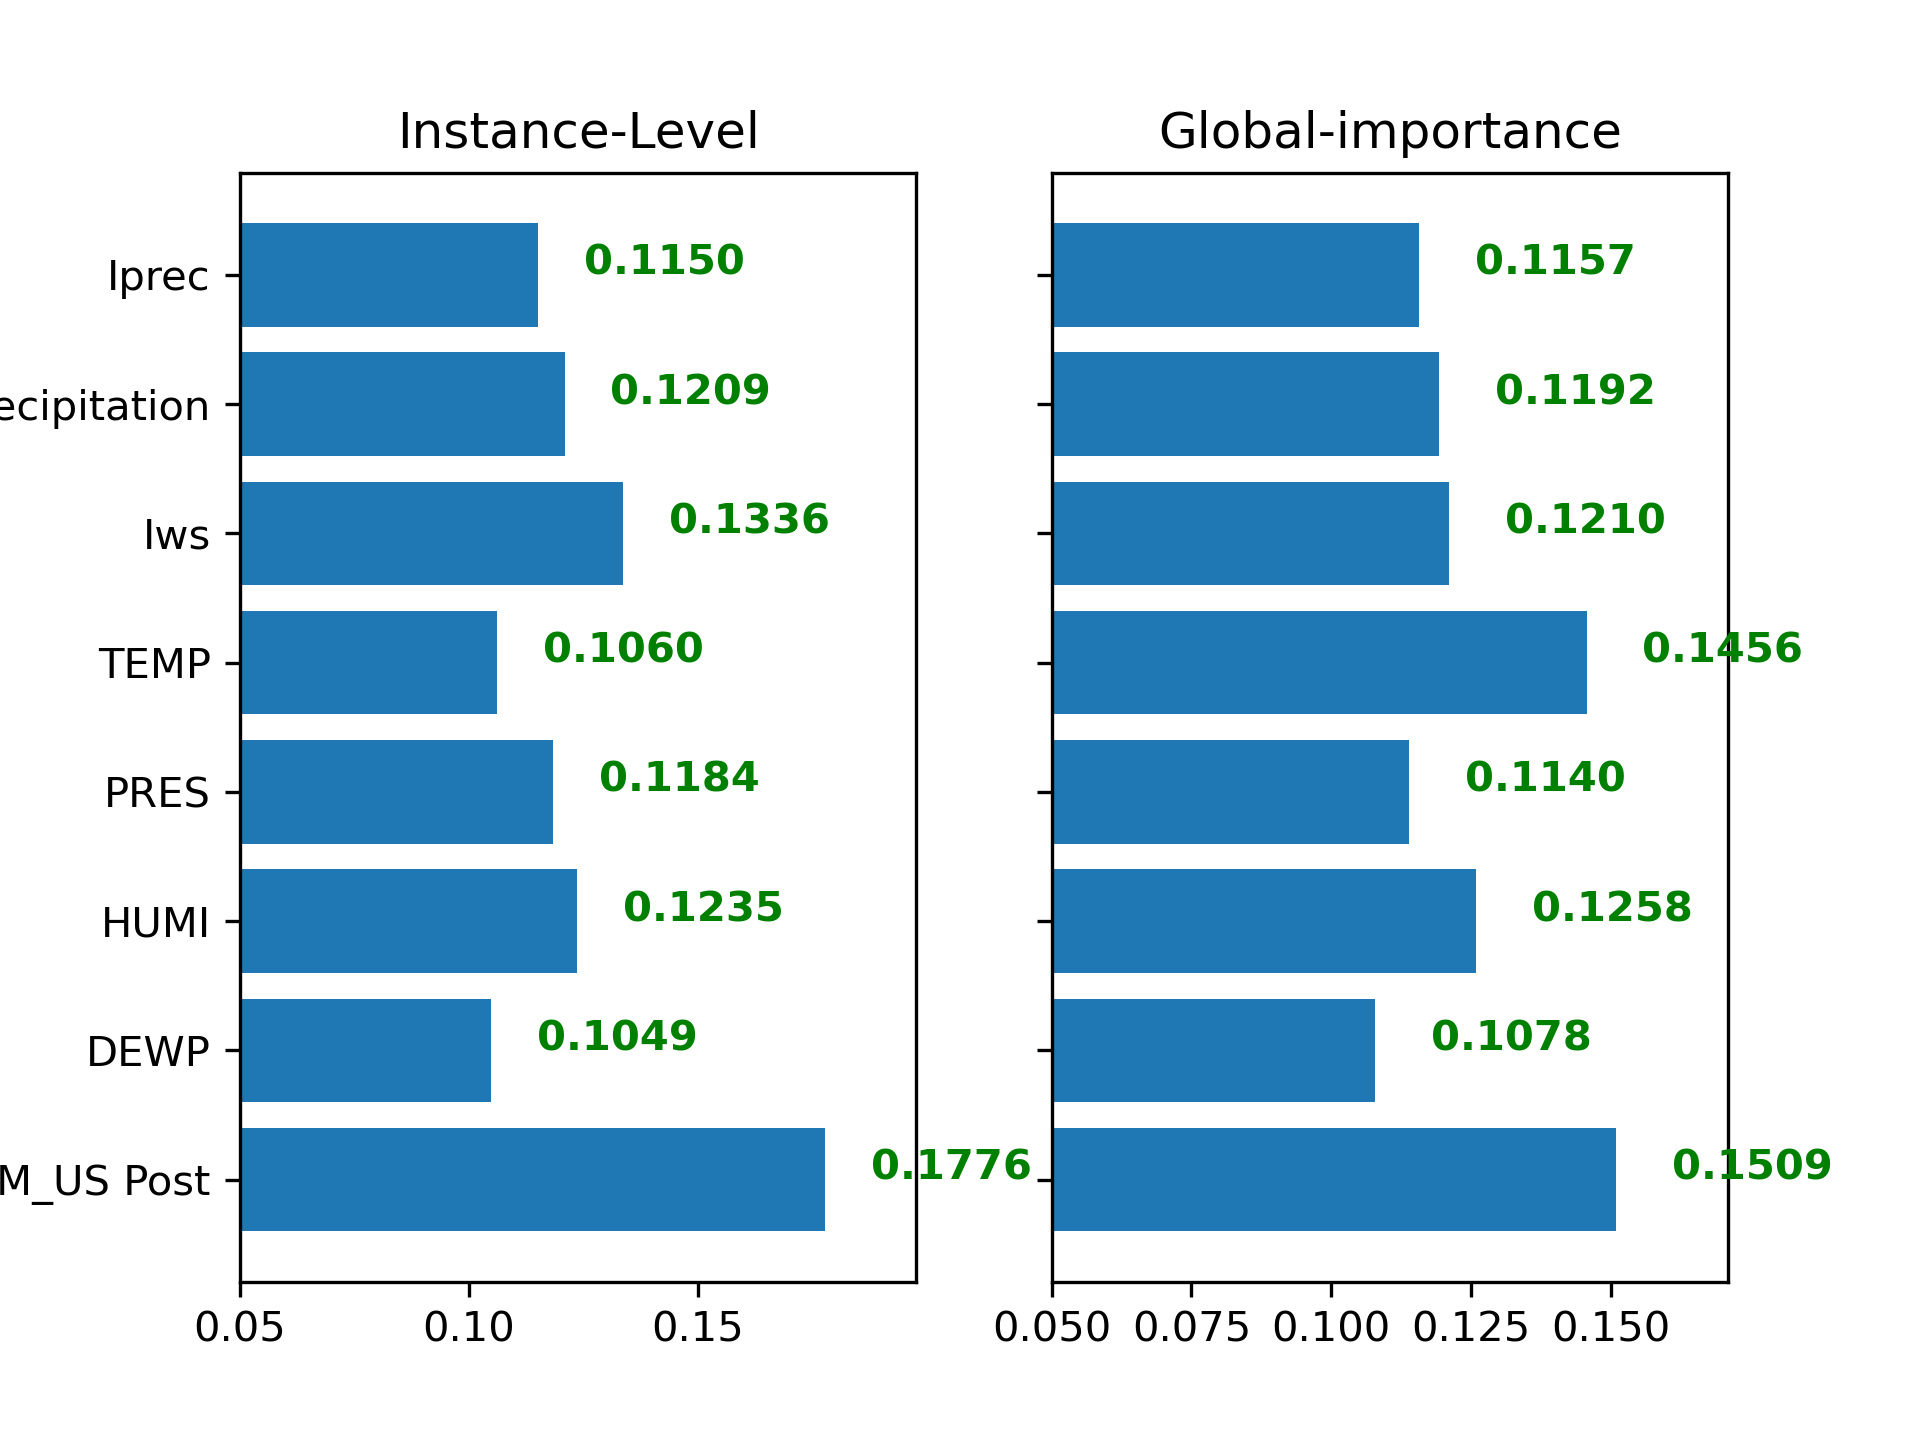 Instance-Level Global-importance
Iprec 0.1150 0.1157
ecipitation 0.1209 0.1192
Iws 0.1336 0.1210
TEMP 0.1060 0.1456
PRES 0.1184 0.1140
HUMI 0.1235 0.1258
DEWP 0.1049 0.1078
M_US Post 0.1776 0.1509
0.05 0.10 0.15 0.050 0.075 0.100 0.125 0.150